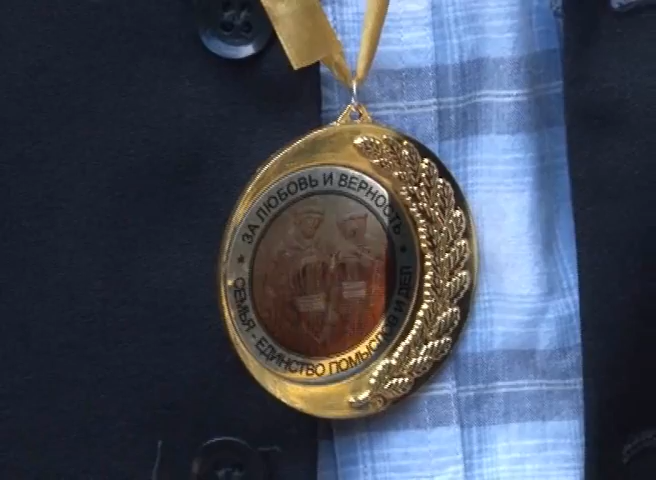 ЗА ЛЮБОВЬ И ВЕРНОСТЬ
СЕМЬЯ - ЕДИНСТВО ПОМЫСЛОВ И ДЕЛ